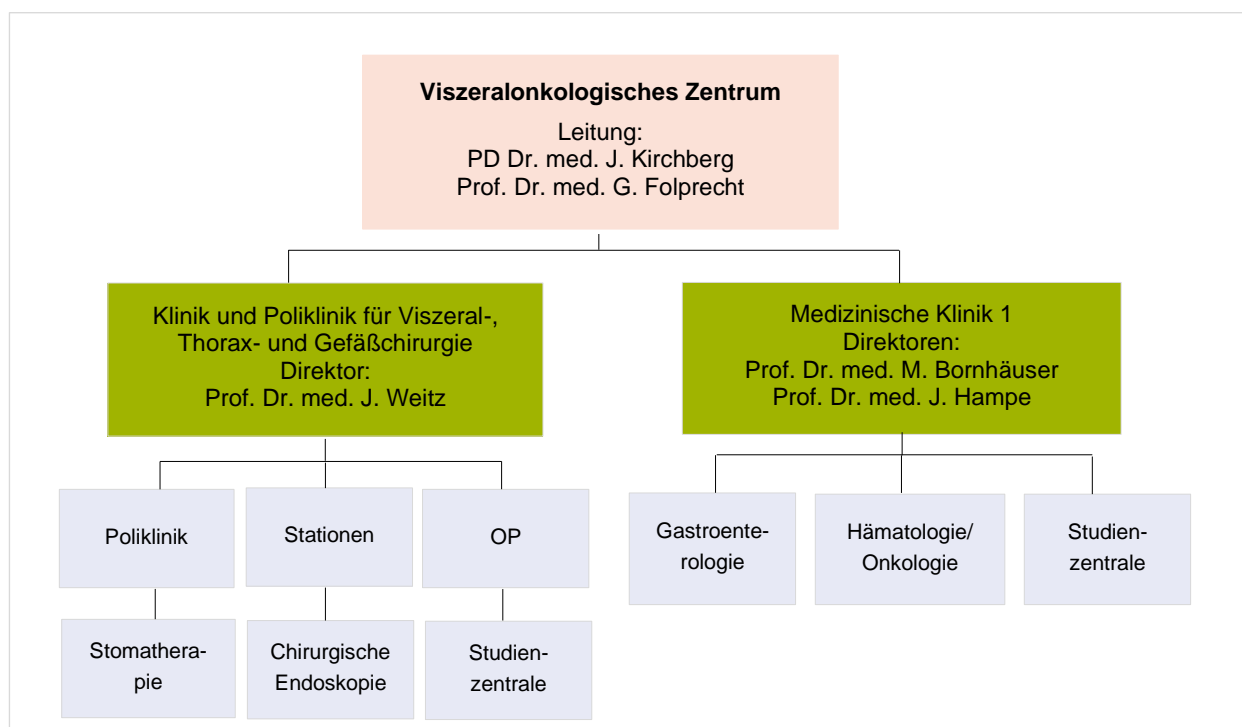 Viszeralonkologisches Zentrum
Leitung:
PD Dr. med. J. Kirchberg
Prof. Dr. med. G. Folprecht
Klinik und Poliklinik für Viszeral-,
Thorax- und Gefäßchirurgie
Direktor:
Prof. Dr. med. J. Weitz
Medizinische Klinik 1
Direktoren:
Prof. Dr. med. M. Bornhäuser
Prof. Dr. med. J. Hampe
Poliklinik
Stationen
OP
Gastroente-
rologie
Hämatologie/
Onkologie
Studien-
zentrale
Stomathera-
pie
Chirurgische
Endoskopie
Studien-
zentrale